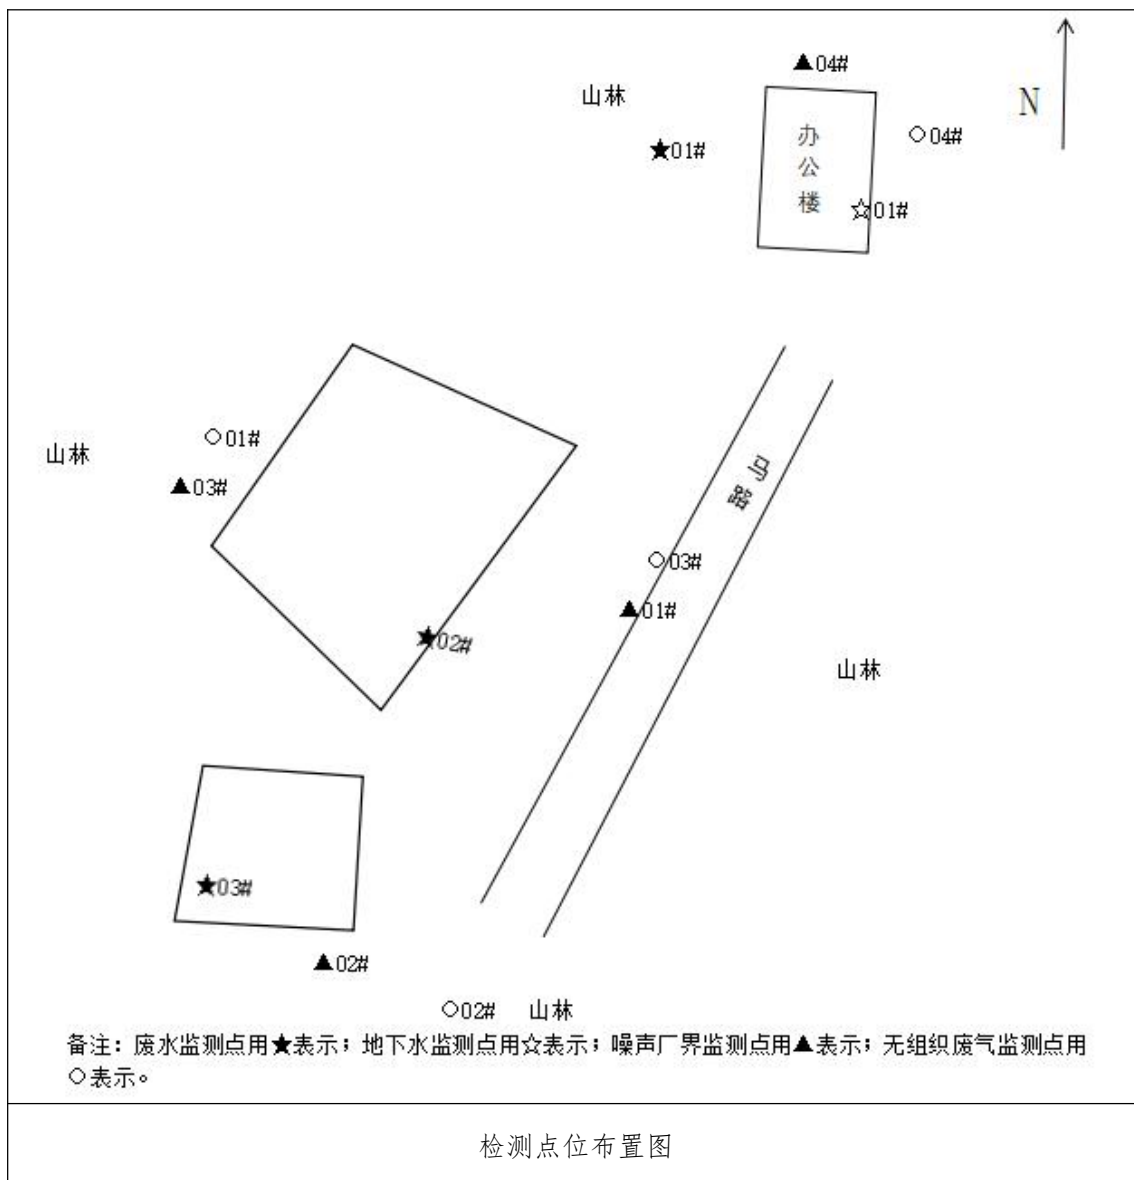 ▲04#
山林
N
○04#
★01#
办公楼
☆01#
○01#
山林
▲03#
马路
○03#
▲01#
★02#
山林
★03#
▲02#
○02#
山林
备注：废水监测点用★表示；地下水监测点用☆表示；噪声厂界监测点用▲表示；无组织废气监测点用
○表示。
检测点位布置图